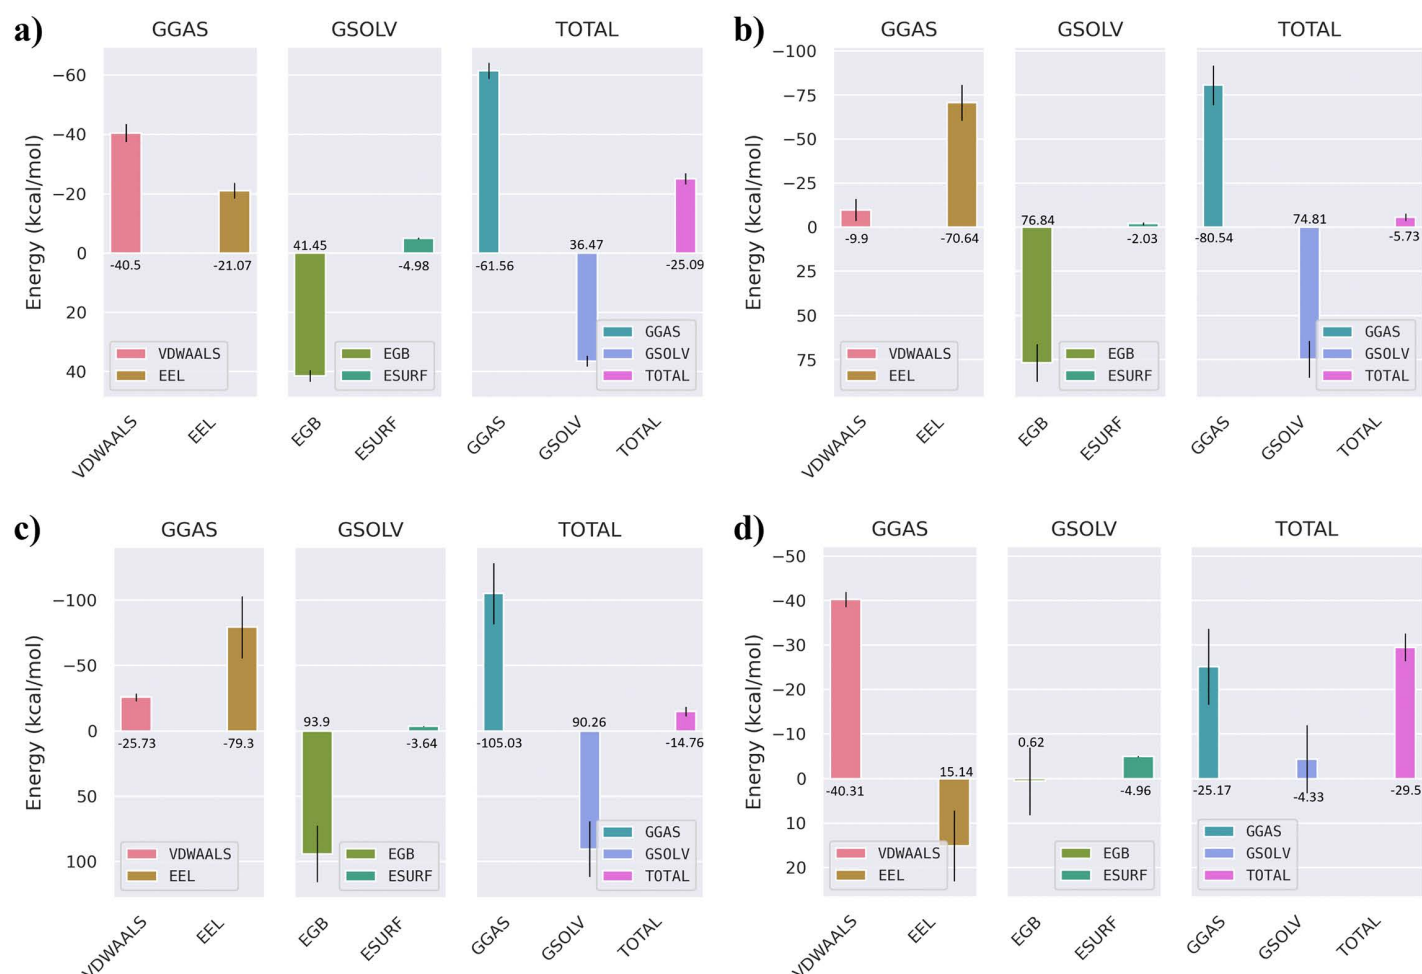 a)
GGAS
GSOLV
TOTAL
Energy (kcal/mol)
−60
−40
−20
0
20
40
-40.5
-21.07
41.45
-4.98
-61.56
36.47
-25.09
VDWAALS
EEL
EGB
ESURF
GGAS
GSOLV
TOTAL
VDWAALS
EEL
EGB
ESURF
GGAS
GSOLV
TOTAL
b)
GGAS
GSOLV
TOTAL
Energy (kcal/mol)
−100
−75
−50
−25
0
25
50
75
-9.9
-70.64
76.84
-2.03
-80.54
74.81
-5.73
VDWAALS
EEL
EGB
ESURF
GGAS
GSOLV
TOTAL
VDWAALS
EEL
EGB
ESURF
GGAS
GSOLV
TOTAL
c)
GGAS
GSOLV
TOTAL
Energy (kcal/mol)
−100
−50
0
50
100
-25.73
-79.3
93.9
-3.64
-105.03
90.26
-14.76
VDWAALS
EEL
EGB
ESURF
GGAS
GSOLV
TOTAL
VDWAALS
EEL
EGB
ESURF
GGAS
GSOLV
TOTAL
d)
GGAS
GSOLV
TOTAL
Energy (kcal/mol)
−50
−40
−30
−20
−10
0
10
20
-40.31
15.14
0.62
-4.96
-25.17
-4.33
-29.5
VDWAALS
EEL
EGB
ESURF
GGAS
GSOLV
TOTAL
VDWAALS
EEL
EGB
ESURF
GGAS
GSOLV
TOTAL